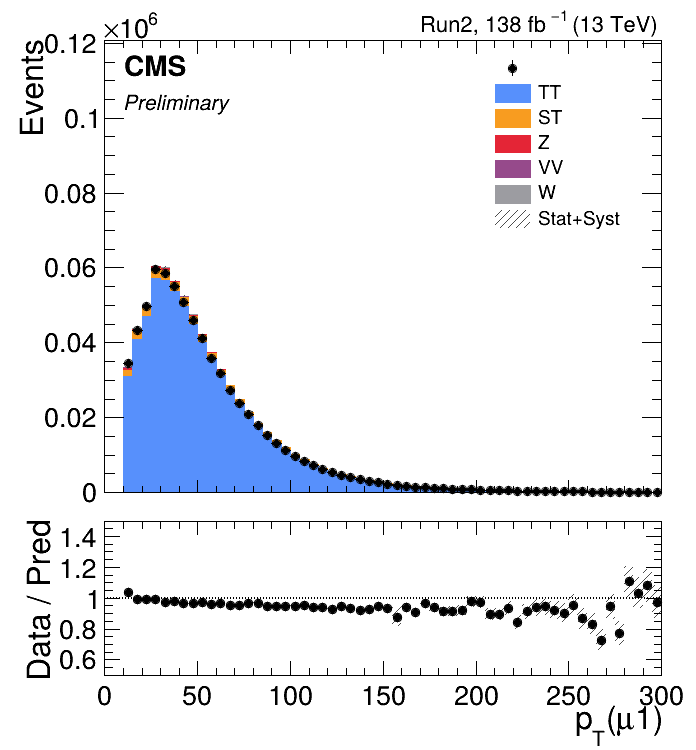 ×10⁶
Run2, 138 fb⁻¹ (13 TeV)
Events
0.12
0.1
0.08
0.06
0.04
0.02
0
CMS
Preliminary
TT
ST
Z
VV
W
Stat+Syst
Data / Pred
1.4
1.2
1
0.8
0.6
0 50 100 150 200 250 300
p_T(μ1)